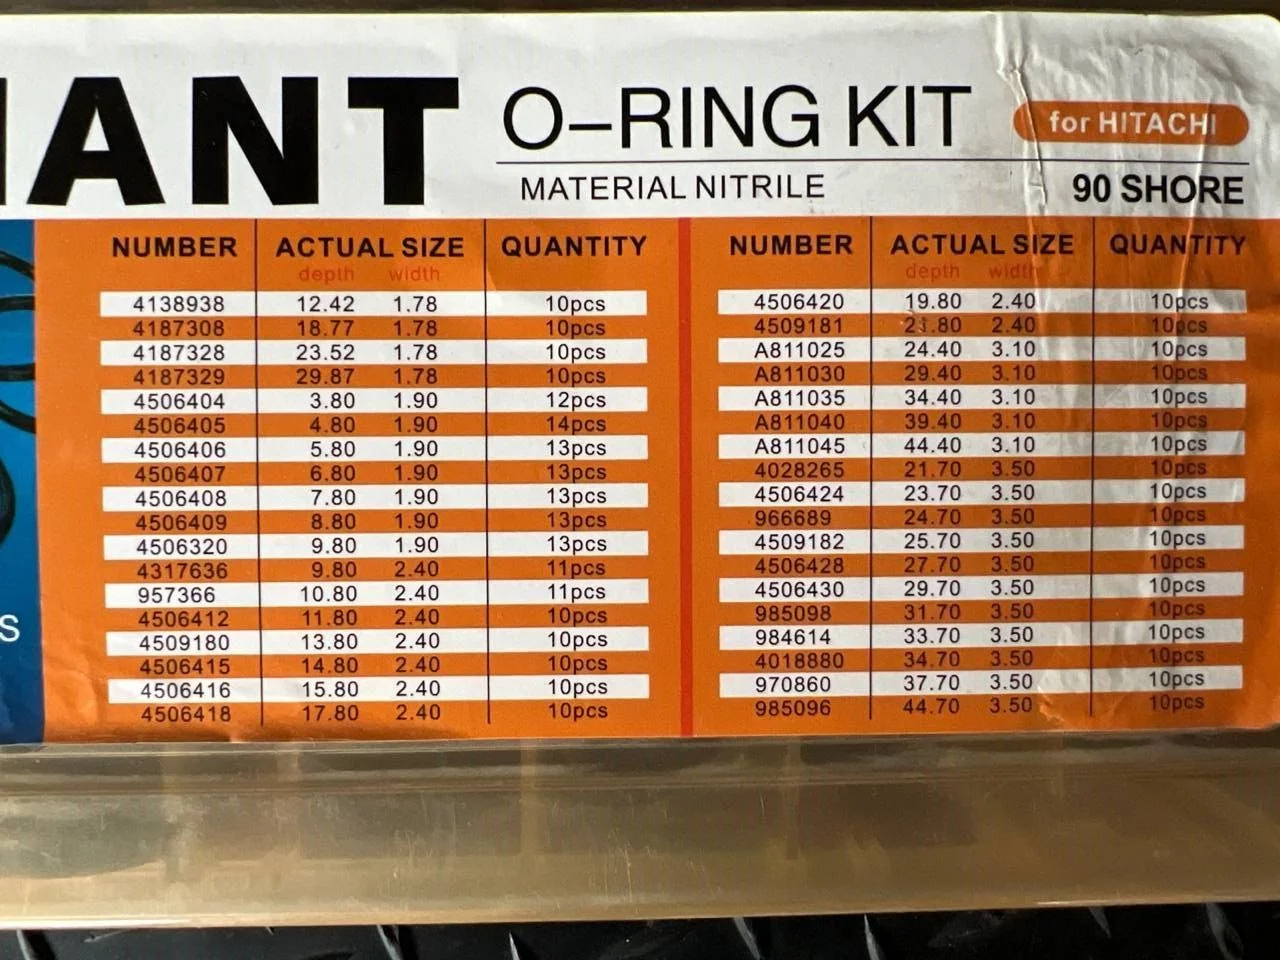 IANT
O-RING KIT
for HITACHI
MATERIAL NITRILE
90 SHORE
NUMBER ACTUAL SIZE QUANTITY
depth width
4138938 12.42 1.78 10pcs
4187308 18.77 1.78 10pcs
4187328 23.52 1.78 10pcs
4187329 29.87 1.78 10pcs
4506404 3.80 1.90 12pcs
4506405 4.80 1.90 14pcs
4506406 5.80 1.90 13pcs
4506407 6.80 1.90 13pcs
4506408 7.80 1.90 13pcs
4506409 8.80 1.90 13pcs
4506320 9.80 1.90 13pcs
4317636 9.80 2.40 11pcs
957366 10.80 2.40 11pcs
4506412 11.80 2.40 10pcs
4509180 13.80 2.40 10pcs
4506415 14.80 2.40 10pcs
4506416 15.80 2.40 10pcs
4506418 17.80 2.40 10pcs
NUMBER ACTUAL SIZE QUANTITY
depth width
4506420 19.80 2.40 10pcs
4509181 21.80 2.40 10pcs
A811025 24.40 3.10 10pcs
A811030 29.40 3.10 10pcs
A811035 34.40 3.10 10pcs
A811040 39.40 3.10 10pcs
A811045 44.40 3.10 10pcs
4028265 21.70 3.50 10pcs
4506424 23.70 3.50 10pcs
966689 24.70 3.50 10pcs
4509182 25.70 3.50 10pcs
4506428 27.70 3.50 10pcs
4506430 29.70 3.50 10pcs
985098 31.70 3.50 10pcs
984614 33.70 3.50 10pcs
4018880 34.70 3.50 10pcs
970860 37.70 3.50 10pcs
985096 44.70 3.50 10pcs
S